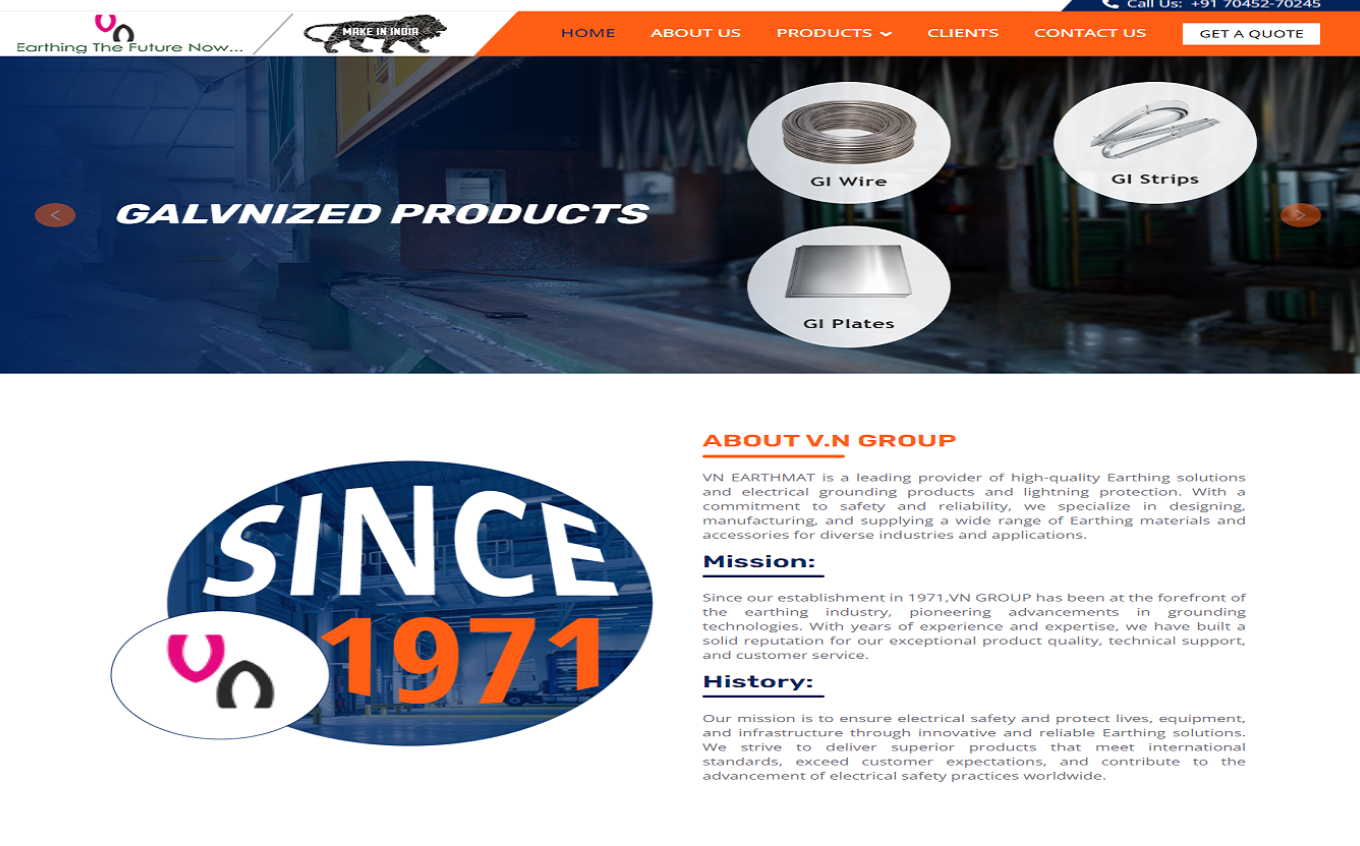 Call Us: +91 70452-70245
VN
Earthing The Future Now...
MAKE IN INDIA
HOME ABOUT US PRODUCTS CLIENTS CONTACT US GET A QUOTE
GALVNIZED PRODUCTS
GI Wire
GI Strips
GI Plates
SINCE
1971
VN
ABOUT V.N GROUP
VN EARTHMAT is a leading provider of high-quality Earthing solutions
and electrical grounding products and lightning protection. With a
commitment to safety and reliability, we specialize in designing,
manufacturing, and supplying a wide range of Earthing materials and
accessories for diverse industries and applications.
Mission:
Since our establishment in 1971,VN GROUP has been at the forefront of
the earthing industry, pioneering advancements in grounding
technologies. With years of experience and expertise, we have built a
solid reputation for our exceptional product quality, technical support,
and customer service.
History:
Our mission is to ensure electrical safety and protect lives, equipment,
and infrastructure through innovative and reliable Earthing solutions.
We strive to deliver superior products that meet international
standards, exceed customer expectations, and contribute to the
advancement of electrical safety practices worldwide.